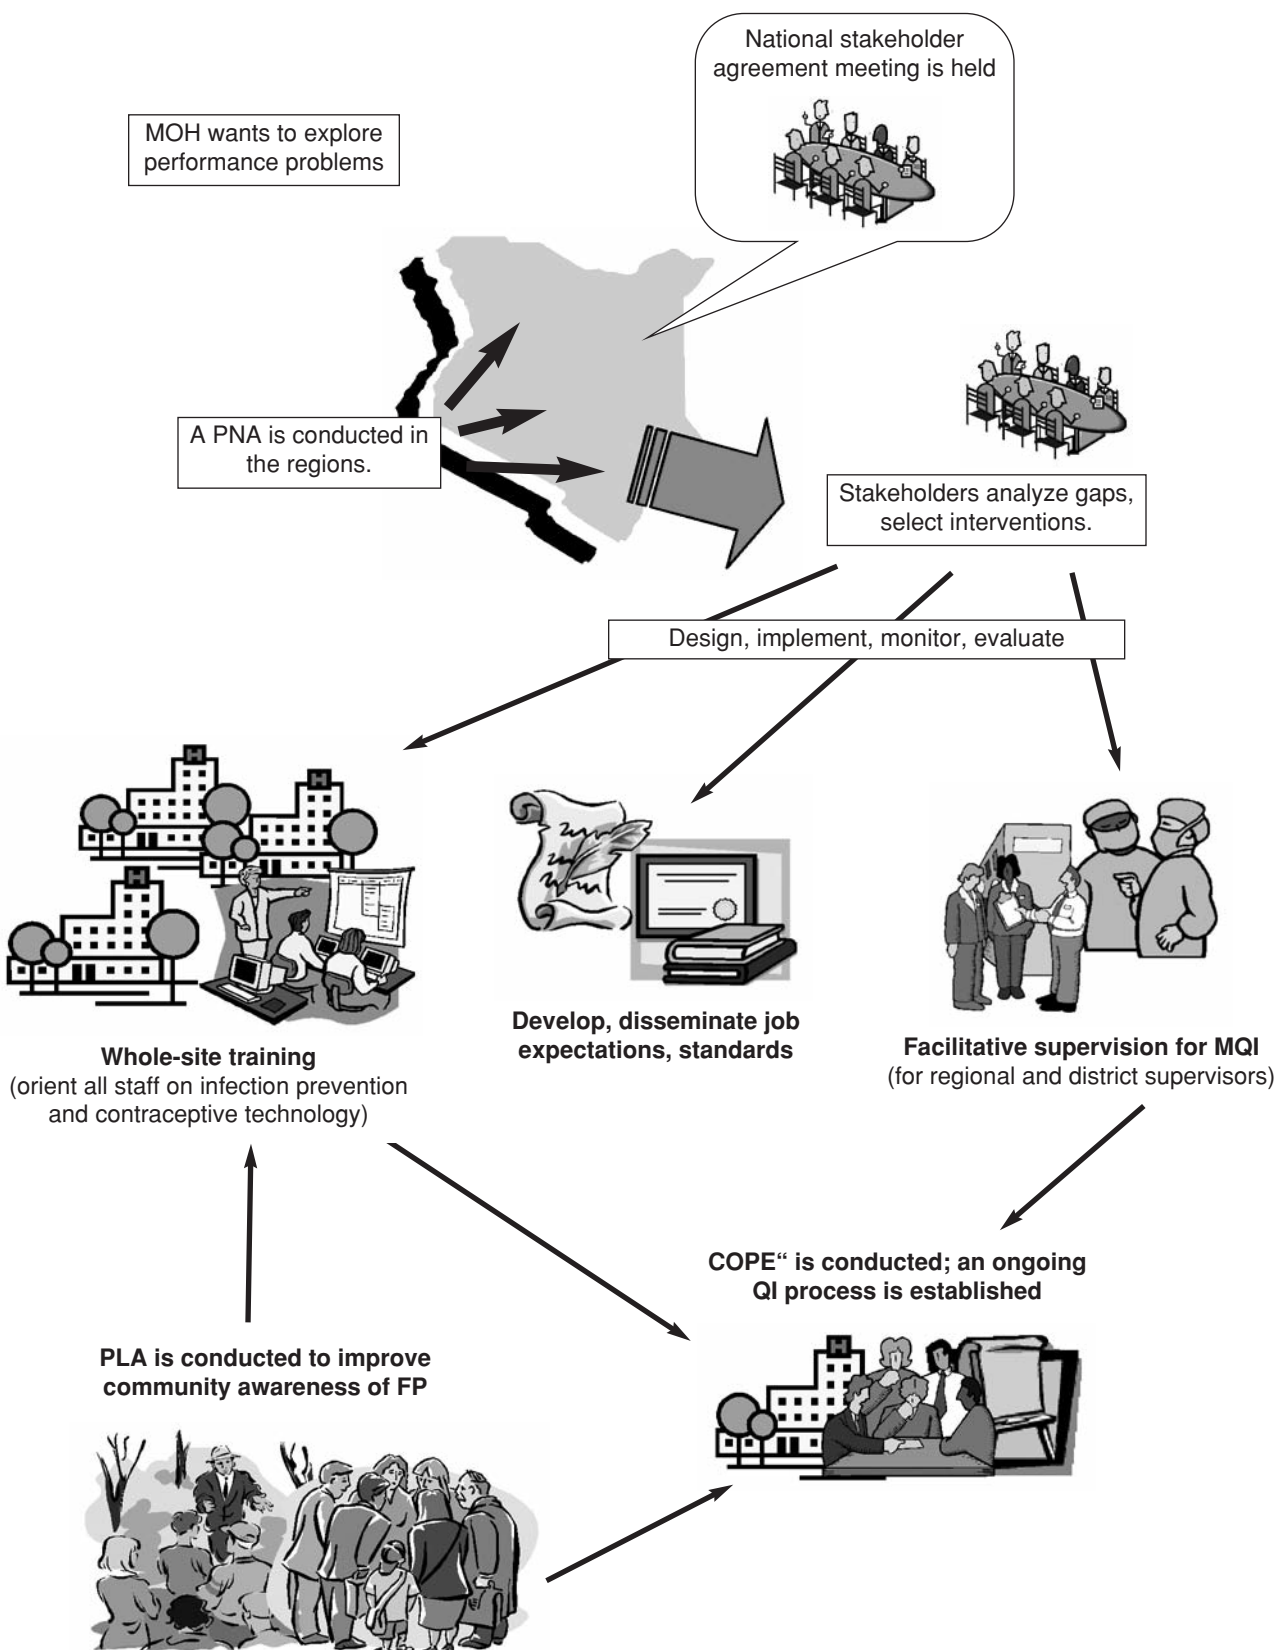 National stakeholder
agreement meeting is held
MOH wants to explore
performance problems
A PNA is conducted in
the regions.
Stakeholders analyze gaps,
select interventions.
Design, implement, monitor, evaluate
H
H
H
Develop, disseminate job
expectations, standards
Whole-site training
(orient all staff on infection prevention
and contraceptive technology)
Facilitative supervision for MQI
(for regional and district supervisors)
COPE“ is conducted; an ongoing
QI process is established
H
PLA is conducted to improve
community awareness of FP